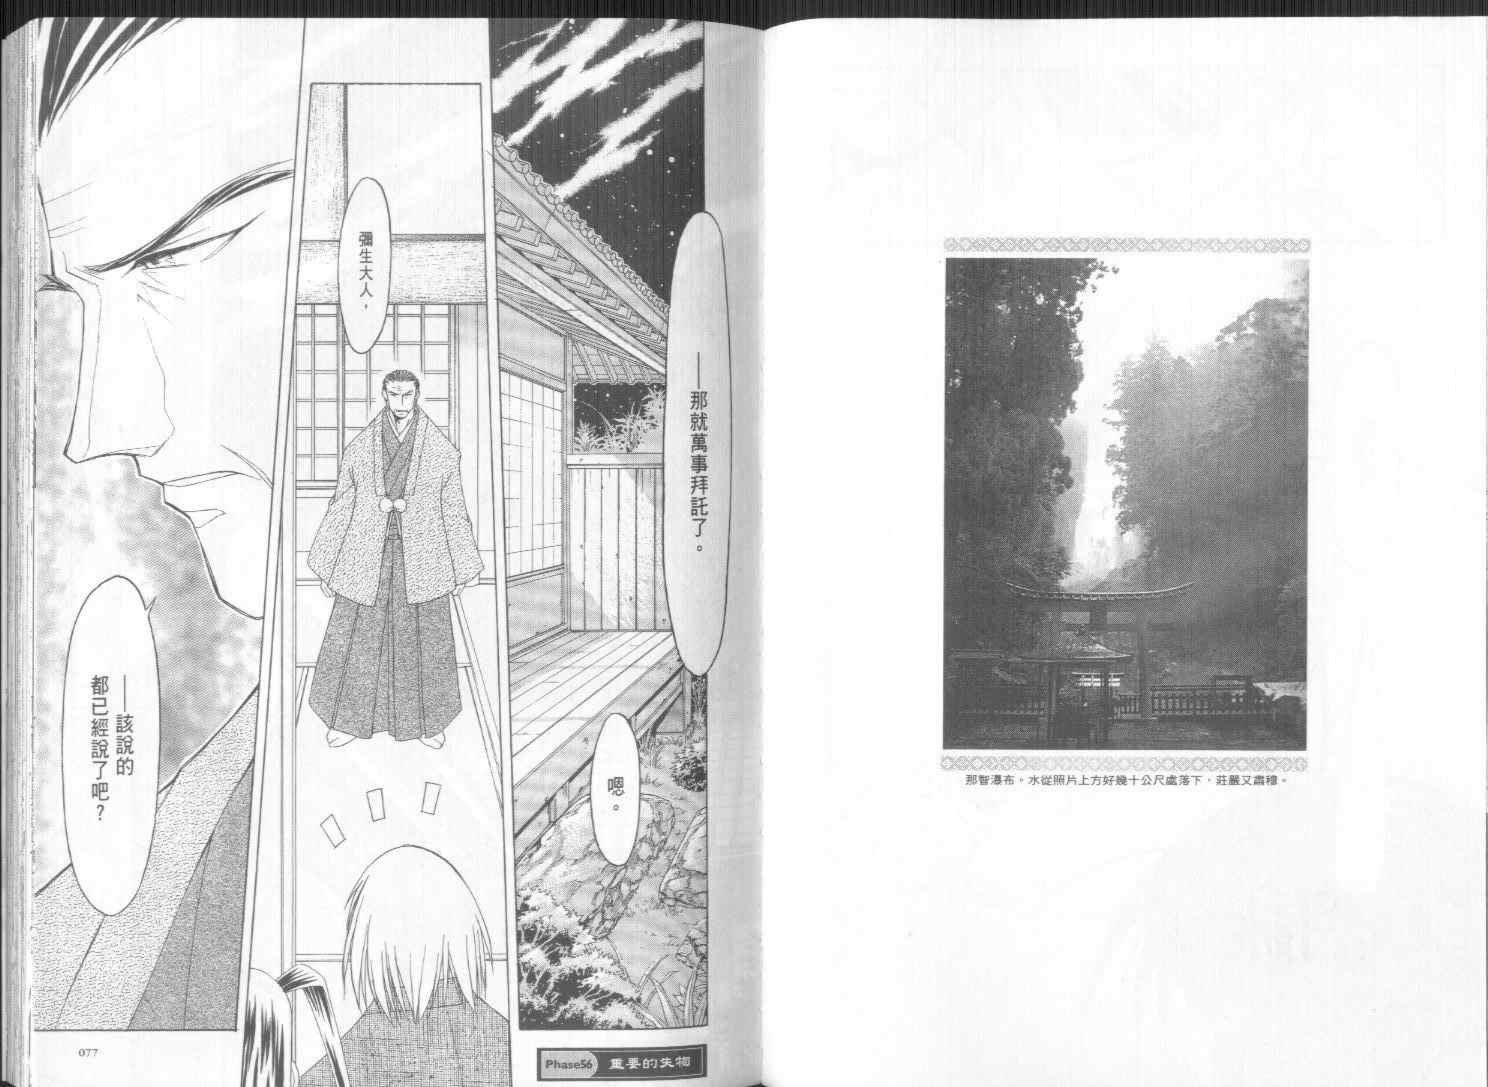 那智瀑布。水從照片上方好幾十公尺處落下，莊嚴又肅穆。
——那就萬事拜託了。
嗯。
彌生大人，
——該說的
都已經說了吧？
Phase56 重要的失物
077